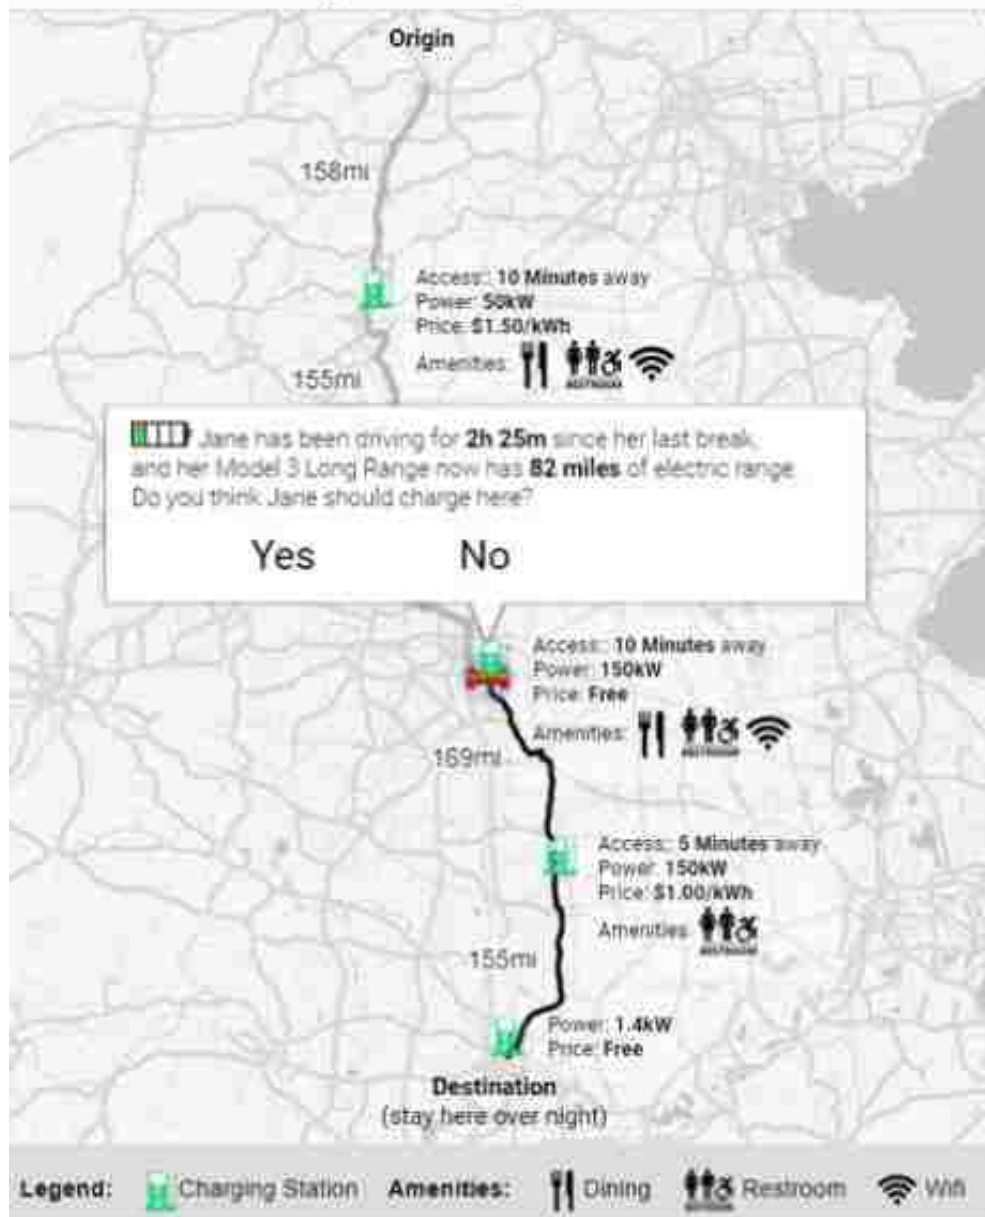 Origin
158mi
Access: 10 Minutes away
Power: 50kW
Price: $1.50/kWh
Amenities:
RESTROOM
155mi
Jane has been driving for 2h 25m since her last break,
and her Model 3 Long Range now has 82 miles of electric range.
Do you think Jane should charge here?
Yes No
Access: 10 Minutes away
Power: 150kW
Price: Free
Amenities:
RESTROOM
169mi
Access: 5 Minutes away
Power: 150kW
Price: $1.00/kWh
Amenities:
RESTROOM
155mi
Power: 1.4kW
Price: Free
Destination
(stay here over night)
Legend: Charging Station Amenities: Dining RESTROOM Restroom Wifi